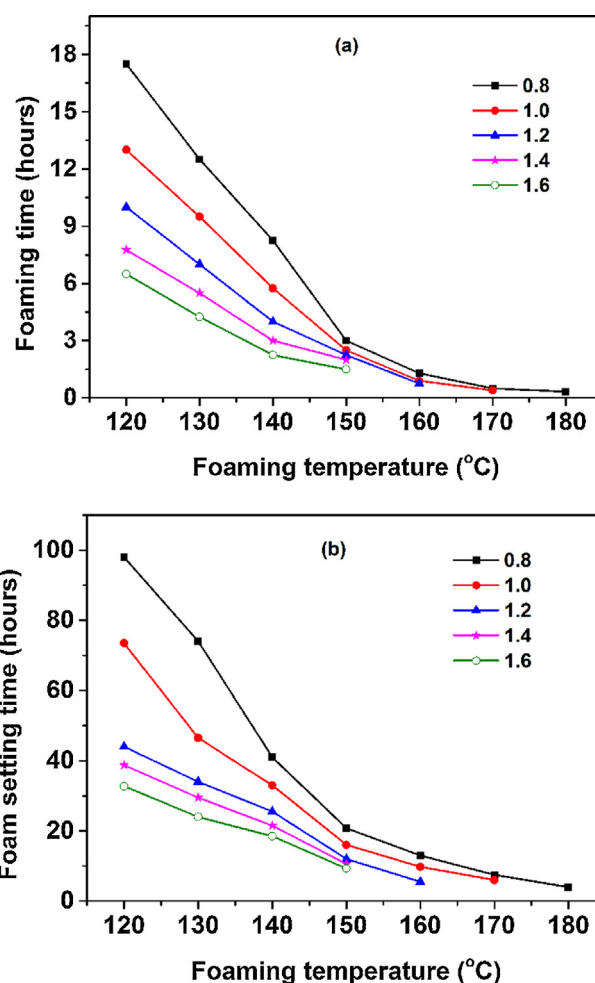 (a)
18
15
12
9
6
3
0
Foaming time (hours)
0.8
1.0
1.2
1.4
1.6
120 130 140 150 160 170 180
Foaming temperature (°C)
(b)
100
80
60
40
20
0
Foam setting time (hours)
0.8
1.0
1.2
1.4
1.6
120 130 140 150 160 170 180
Foaming temperature (°C)